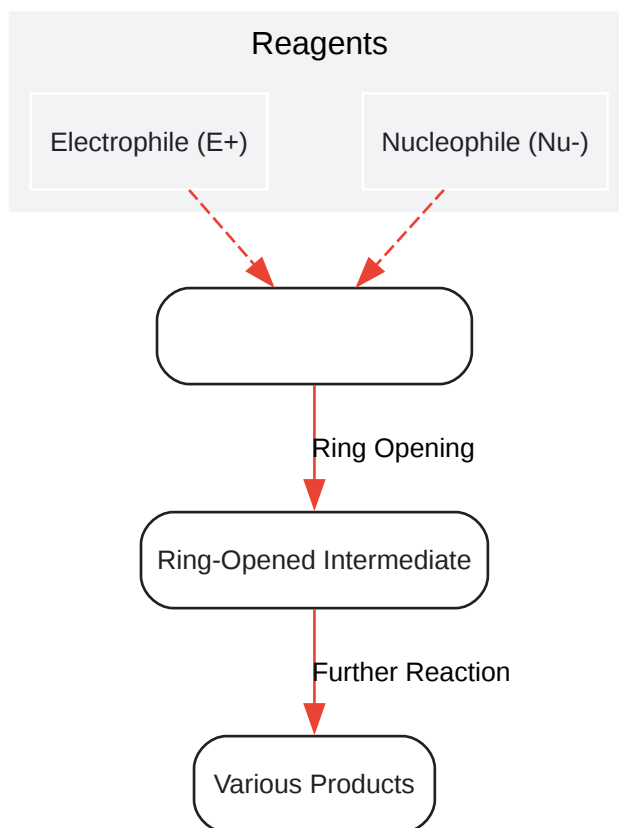 Reagents
Electrophile (E+)
Nucleophile (Nu-)
Ring Opening
Ring-Opened Intermediate
Further Reaction
Various Products